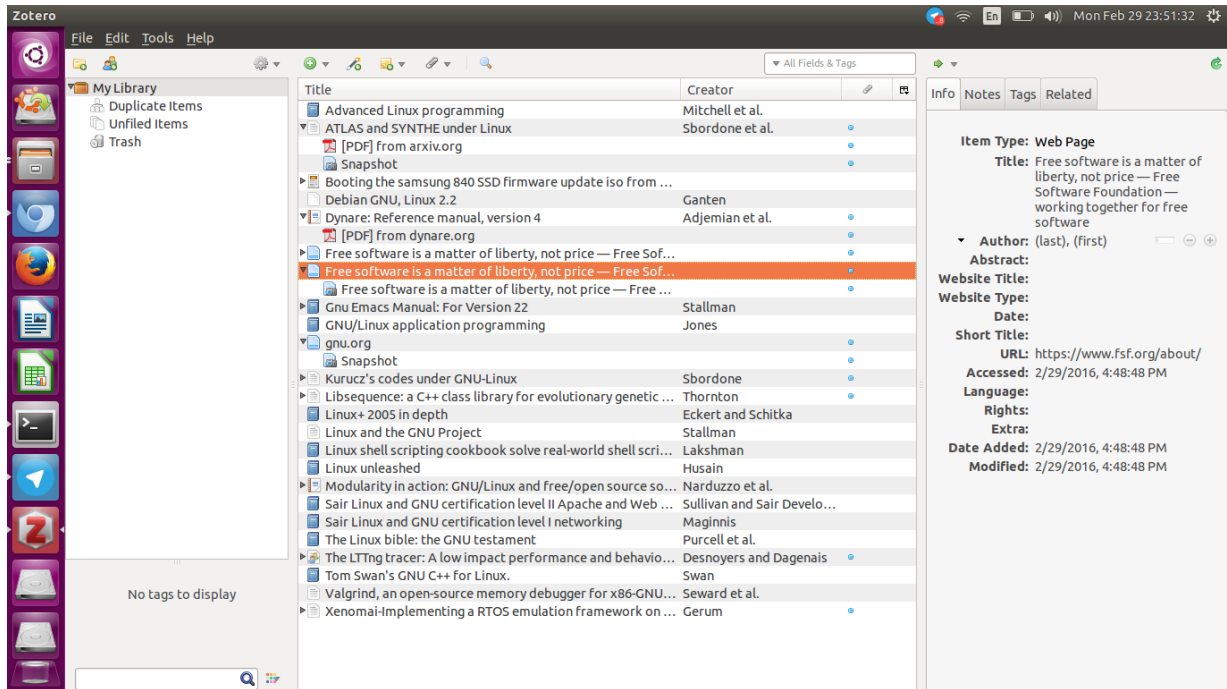 Zotero
En
Mon Feb 29 23:51:32
File Edit Tools Help
All Fields & Tags
My Library
Duplicate Items
Unfiled Items
Trash
No tags to display
Title Creator
Advanced Linux programming Mitchell et al.
ATLAS and SYNTHE under Linux Sbordone et al.
[PDF] from arxiv.org
Snapshot
Booting the samsung 840 SSD firmware update iso from ...
Debian GNU, Linux 2.2 Ganten
Dynare: Reference manual, version 4 Adjemian et al.
[PDF] from dynare.org
Free software is a matter of liberty, not price — Free Sof...
Free software is a matter of liberty, not price — Free Sof...
Free software is a matter of liberty, not price — Free ...
Gnu Emacs Manual: For Version 22 Stallman
GNU/Linux application programming Jones
gnu.org
Snapshot
Kurucz's codes under GNU-Linux Sbordone
Libsequence: a C++ class library for evolutionary genetic ... Thornton
Linux+ 2005 in depth Eckert and Schitka
Linux and the GNU Project Stallman
Linux shell scripting cookbook solve real-world shell scri... Lakshman
Linux unleashed Husain
Modularity in action: GNU/Linux and free/open source so... Narduzzo et al.
Sair Linux and GNU certification level II Apache and Web ... Sullivan and Sair Develo...
Sair Linux and GNU certification level I networking Maginnis
The Linux bible: the GNU testament Purcell et al.
The LTTng tracer: A low impact performance and behavio... Desnoyers and Dagenais
Tom Swan's GNU C++ for Linux. Swan
Valgrind, an open-source memory debugger for x86-GNU... Seward et al.
Xenomai-Implementing a RTOS emulation framework on ... Gerum
Info Notes Tags Related
Item Type: Web Page
Title: Free software is a matter of
liberty, not price — Free
Software Foundation —
working together for free
software
Author: (last), (first)
Abstract:
Website Title:
Website Type:
Date:
Short Title:
URL: https://www.fsf.org/about/
Accessed: 2/29/2016, 4:48:48 PM
Language:
Rights:
Extra:
Date Added: 2/29/2016, 4:48:48 PM
Modified: 2/29/2016, 4:48:48 PM